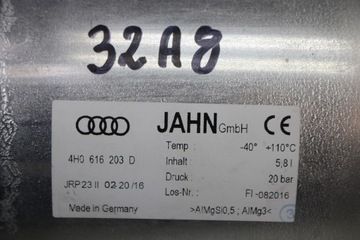 32A8
JAHN GmbH CE
4H0 616 203 D
Temp : -40° +110°C
Inhalt : 5,8 l
JRP 23 II 02 20/16
Druck : 20 bar
Los-Nr. : FI -082016
Made in Germany
>AlMgSi0,5 ; AlMg3<
3